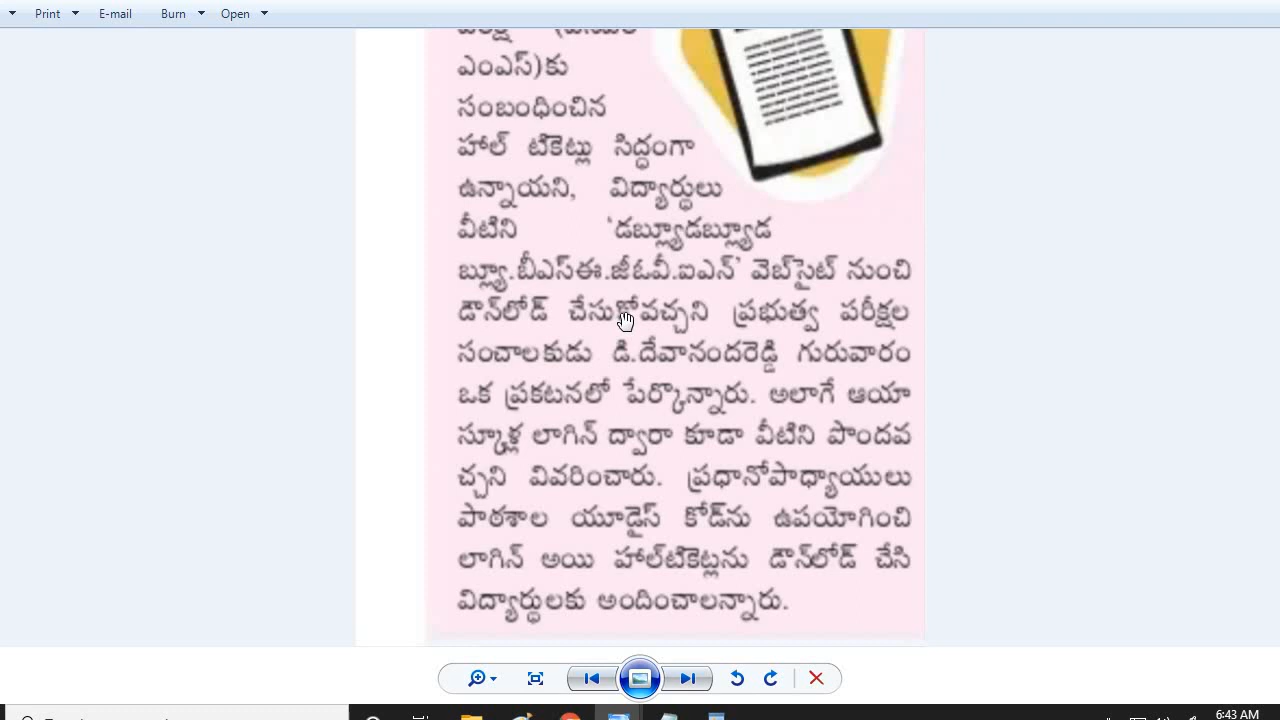 Print
E-mail
Burn
Open
ఎంఎస్)కు
సంబంధించిన
హాల్ టికెట్లు సిద్ధంగా
ఉన్నాయని, విద్యార్థులు
వీటిని 'డబ్ల్యూడబ్ల్యూడ
బ్ల్యూ.బీఎస్ఈ.జీఓవీ.ఐఎన్' వెబ్‌సైట్ నుంచి
డౌన్‌లోడ్ చేసుకోవచ్చని ప్రభుత్వ పరీక్షల
సంచాలకుడు డి.దేవానందరెడ్డి గురువారం
ఒక ప్రకటనలో పేర్కొన్నారు. అలాగే ఆయా
స్కూళ్ల లాగిన్ ద్వారా కూడా వీటిని పొందవ
చ్చని వివరించారు. ప్రధానోపాధ్యాయులు
పాఠశాల యూడైస్ కోడ్‌ను ఉపయోగించి
లాగిన్ అయి హాల్‌టికెట్లను డౌన్‌లోడ్ చేసి
విద్యార్థులకు అందించాలన్నారు.
6:43 AM